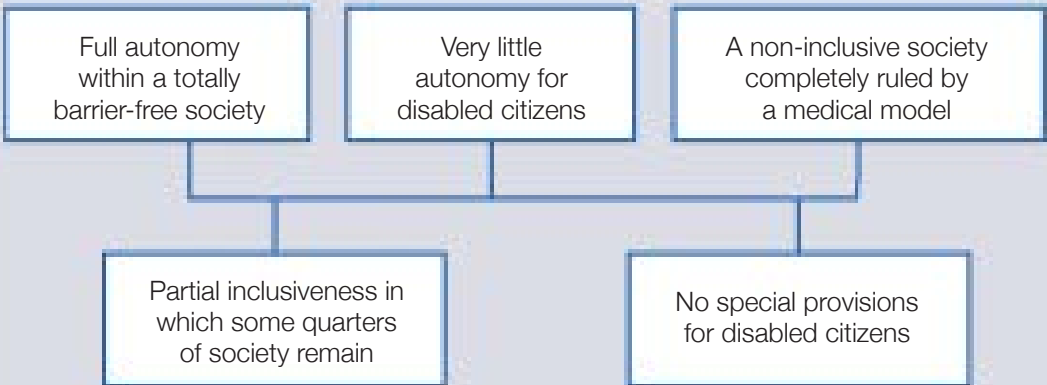 Full autonomy
within a totally
barrier-free society
Very little
autonomy for
disabled citizens
A non-inclusive society
completely ruled by
a medical model
Partial inclusiveness in
which some quarters
of society remain
No special provisions
for disabled citizens